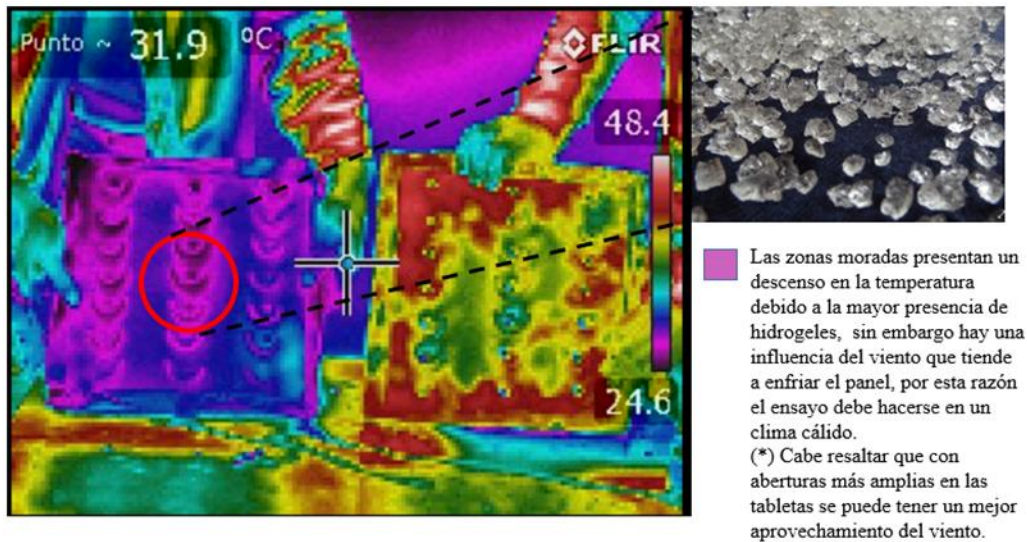 Punto ~ 31.9 °C
FLIR
48.4
24.6
Las zonas moradas presentan un
descenso en la temperatura
debido a la mayor presencia de
hidrogeles, sin embargo hay una
influencia del viento que tiende
a enfriar el panel, por esta razón
el ensayo debe hacerse en un
clima cálido.
(*) Cabe resaltar que con
aberturas más amplias en las
tabletas se puede tener un mejor
aprovechamiento del viento.